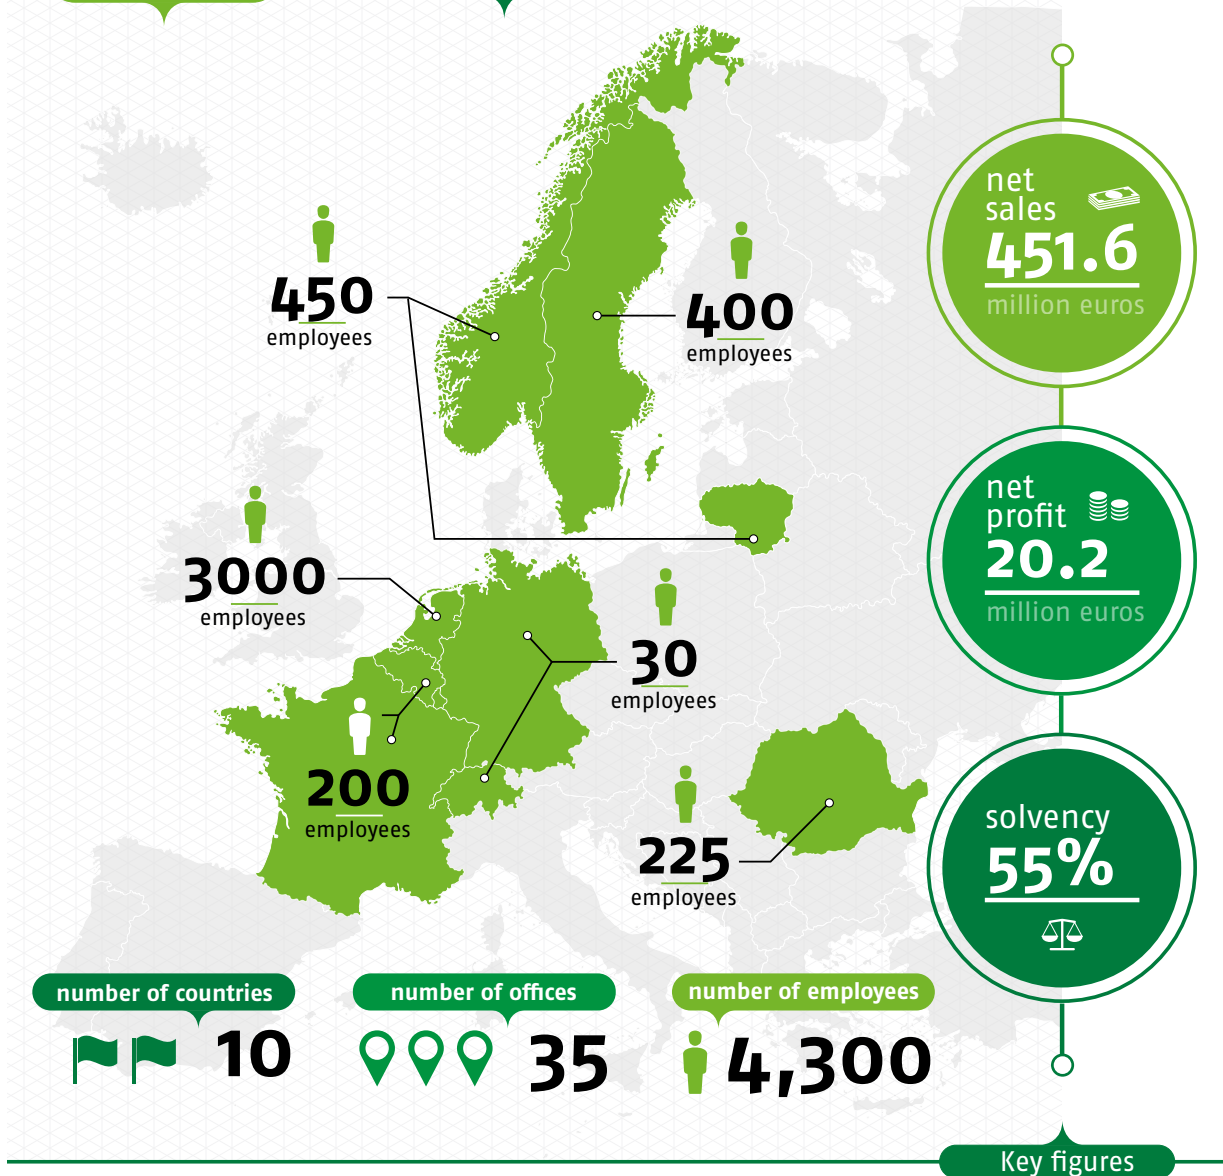 net
sales
451.6
million euros
450
employees
400
employees
net
profit
20.2
million euros
3000
employees
30
employees
200
employees
solvency
55%
225
employees
number of countries
10
number of offices
35
number of employees
4,300
Key figures